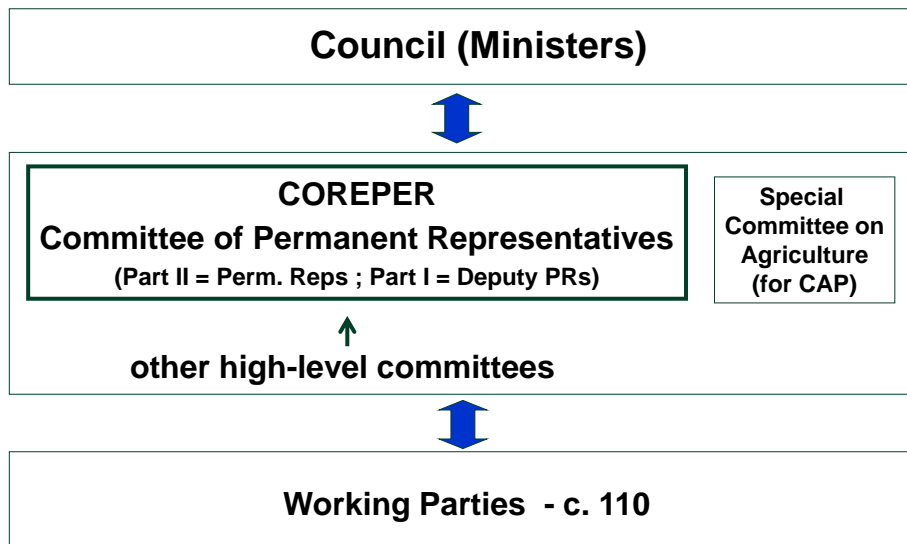 Council (Ministers)
COREPER
Committee of Permanent Representatives
(Part II = Perm. Reps ; Part I = Deputy PRs)
Special
Committee on
Agriculture
(for CAP)
other high-level committees
Working Parties - c. 110